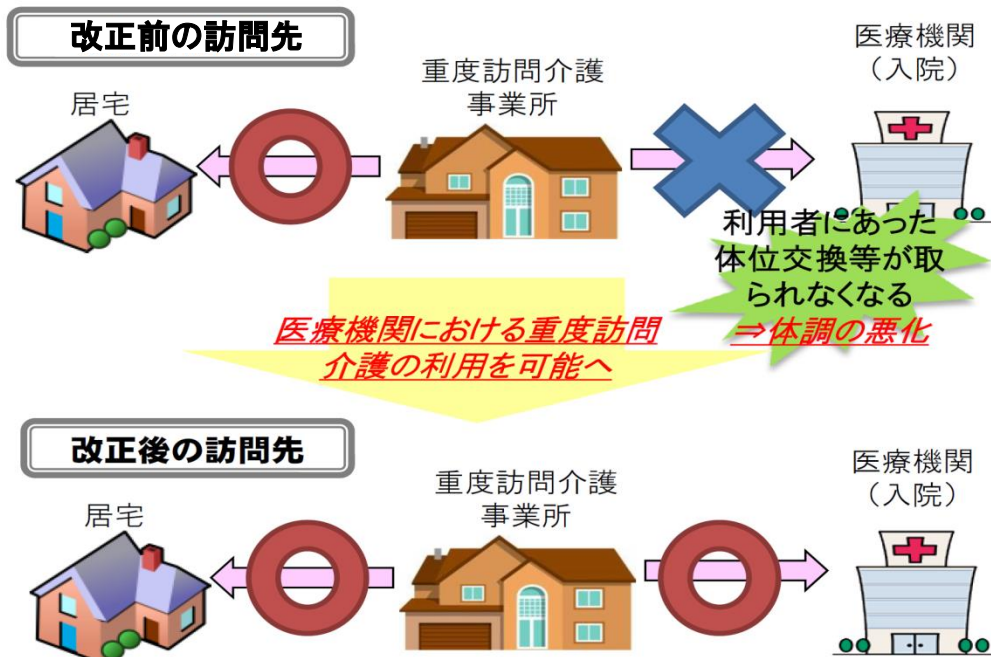 改正前の訪問先
医療機関
（入院）
重度訪問介護
事業所
居宅
利用者にあった
体位交換等が取
られなくなる
⇒体調の悪化
医療機関における重度訪問
介護の利用を可能へ
改正後の訪問先
医療機関
（入院）
重度訪問介護
事業所
居宅